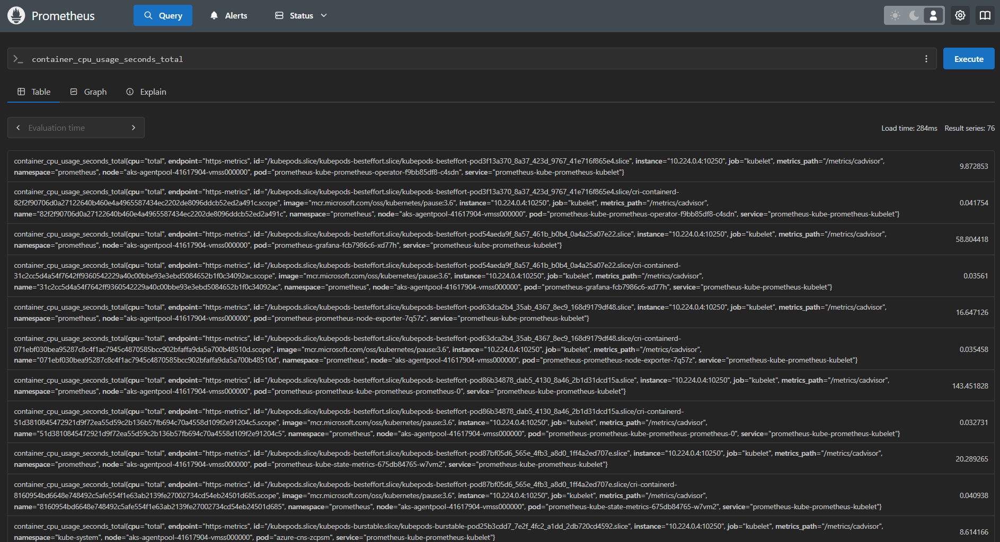 Prometheus
Query
Alerts
Status
container_cpu_usage_seconds_total
Execute
Table
Graph
Explain
Evaluation time
Load time: 284ms Result series: 76
container_cpu_usage_seconds_total{cpu="total", endpoint="https-metrics", id="/kubepods.slice/kubepods-besteffort.slice/kubepods-besteffort-pod3f13a370_8a37_423d_9767_41e716f865e4.slice", instance="10.224.0.4:10250", job="kubelet", metrics_path="/metrics/cadvisor",
namespace="prometheus", node="aks-agentpool-41617904-vmss000000", pod="prometheus-kube-prometheus-operator-f9bb85df8-c4sdn", service="prometheus-kube-prometheus-kubelet"}
9.872853
container_cpu_usage_seconds_total{cpu="total", endpoint="https-metrics", id="/kubepods.slice/kubepods-besteffort.slice/kubepods-besteffort-pod3f13a370_8a37_423d_9767_41e716f865e4.slice/cri-containerd-
82f2f90706d0a27122640b460e4a4965587434ec2202de8096ddcb52ed2a491c.scope", image="mcr.microsoft.com/oss/kubernetes/pause:3.6", instance="10.224.0.4:10250", job="kubelet", metrics_path="/metrics/cadvisor",
name="82f2f90706d0a27122640b460e4a4965587434ec2202de8096ddcb52ed2a491c", namespace="prometheus", node="aks-agentpool-41617904-vmss000000", pod="prometheus-kube-prometheus-operator-f9bb85df8-c4sdn", service="prometheus-kube-prometheus-kubelet"}
0.041754
container_cpu_usage_seconds_total{cpu="total", endpoint="https-metrics", id="/kubepods.slice/kubepods-besteffort.slice/kubepods-besteffort-pod54aeda9f_8a57_461b_b0b4_0a4a25a07e22.slice", instance="10.224.0.4:10250", job="kubelet", metrics_path="/metrics/cadvisor",
namespace="prometheus", node="aks-agentpool-41617904-vmss000000", pod="prometheus-grafana-fcb7986c6-xd77h", service="prometheus-kube-prometheus-kubelet"}
58.804418
container_cpu_usage_seconds_total{cpu="total", endpoint="https-metrics", id="/kubepods.slice/kubepods-besteffort.slice/kubepods-besteffort-pod54aeda9f_8a57_461b_b0b4_0a4a25a07e22.slice/cri-containerd-
31c2cc5d4a54f7642ff9360542229a40c00bbe93e3ebd5084652b1f0c34092ac.scope", image="mcr.microsoft.com/oss/kubernetes/pause:3.6", instance="10.224.0.4:10250", job="kubelet", metrics_path="/metrics/cadvisor",
name="31c2cc5d4a54f7642ff9360542229a40c00bbe93e3ebd5084652b1f0c34092ac", namespace="prometheus", node="aks-agentpool-41617904-vmss000000", pod="prometheus-grafana-fcb7986c6-xd77h", service="prometheus-kube-prometheus-kubelet"}
0.03561
container_cpu_usage_seconds_total{cpu="total", endpoint="https-metrics", id="/kubepods.slice/kubepods-besteffort.slice/kubepods-besteffort-pod63dca2b4_35ab_4367_8ec9_168d9179df48.slice", instance="10.224.0.4:10250", job="kubelet", metrics_path="/metrics/cadvisor",
namespace="prometheus", node="aks-agentpool-41617904-vmss000000", pod="prometheus-prometheus-node-exporter-7q57z", service="prometheus-kube-prometheus-kubelet"}
16.647126
container_cpu_usage_seconds_total{cpu="total", endpoint="https-metrics", id="/kubepods.slice/kubepods-besteffort.slice/kubepods-besteffort-pod63dca2b4_35ab_4367_8ec9_168d9179df48.slice/cri-containerd-
071ebf030bea95287c8c4f1ac7945c4870585bcc902bfaffa9da5a700b48510d.scope", image="mcr.microsoft.com/oss/kubernetes/pause:3.6", instance="10.224.0.4:10250", job="kubelet", metrics_path="/metrics/cadvisor",
name="071ebf030bea95287c8c4f1ac7945c4870585bcc902bfaffa9da5a700b48510d", namespace="prometheus", node="aks-agentpool-41617904-vmss000000", pod="prometheus-prometheus-node-exporter-7q57z", service="prometheus-kube-prometheus-kubelet"}
0.035458
container_cpu_usage_seconds_total{cpu="total", endpoint="https-metrics", id="/kubepods.slice/kubepods-besteffort.slice/kubepods-besteffort-pod86b34878_dab5_4130_8a46_2b1d31dcd15a.slice", instance="10.224.0.4:10250", job="kubelet", metrics_path="/metrics/cadvisor",
namespace="prometheus", node="aks-agentpool-41617904-vmss000000", pod="prometheus-prometheus-kube-prometheus-prometheus-0", service="prometheus-kube-prometheus-kubelet"}
143.451828
container_cpu_usage_seconds_total{cpu="total", endpoint="https-metrics", id="/kubepods.slice/kubepods-besteffort.slice/kubepods-besteffort-pod86b34878_dab5_4130_8a46_2b1d31dcd15a.slice/cri-containerd-
51d3810845472921d9f72ea55d59c2b136b57fb694c70a4558d109f2e91204c5.scope", image="mcr.microsoft.com/oss/kubernetes/pause:3.6", instance="10.224.0.4:10250", job="kubelet", metrics_path="/metrics/cadvisor",
name="51d3810845472921d9f72ea55d59c2b136b57fb694c70a4558d109f2e91204c5", namespace="prometheus", node="aks-agentpool-41617904-vmss000000", pod="prometheus-prometheus-kube-prometheus-prometheus-0", service="prometheus-kube-prometheus-kubelet"}
0.032731
container_cpu_usage_seconds_total{cpu="total", endpoint="https-metrics", id="/kubepods.slice/kubepods-besteffort.slice/kubepods-besteffort-pod87bf05d6_565e_4fb3_a8d0_1ff4a2ed707e.slice", instance="10.224.0.4:10250", job="kubelet", metrics_path="/metrics/cadvisor",
namespace="prometheus", node="aks-agentpool-41617904-vmss000000", pod="prometheus-kube-state-metrics-675db84765-w7vm2", service="prometheus-kube-prometheus-kubelet"}
20.289265
container_cpu_usage_seconds_total{cpu="total", endpoint="https-metrics", id="/kubepods.slice/kubepods-besteffort.slice/kubepods-besteffort-pod87bf05d6_565e_4fb3_a8d0_1ff4a2ed707e.slice/cri-containerd-
8160954bd6648e748492c5afe554f1e63ab2139fe27002734cd54eb24501d685.scope", image="mcr.microsoft.com/oss/kubernetes/pause:3.6", instance="10.224.0.4:10250", job="kubelet", metrics_path="/metrics/cadvisor",
name="8160954bd6648e748492c5afe554f1e63ab2139fe27002734cd54eb24501d685", namespace="prometheus", node="aks-agentpool-41617904-vmss000000", pod="prometheus-kube-state-metrics-675db84765-w7vm2", service="prometheus-kube-prometheus-kubelet"}
0.040938
container_cpu_usage_seconds_total{cpu="total", endpoint="https-metrics", id="/kubepods.slice/kubepods-burstable.slice/kubepods-burstable-pod25b3cdd7_7e2f_4fc2_a1dd_2db720cd4592.slice", instance="10.224.0.4:10250", job="kubelet", metrics_path="/metrics/cadvisor",
namespace="kube-system", node="aks-agentpool-41617904-vmss000000", pod="azure-cns-zcpsm", service="prometheus-kube-prometheus-kubelet"}
8.614166